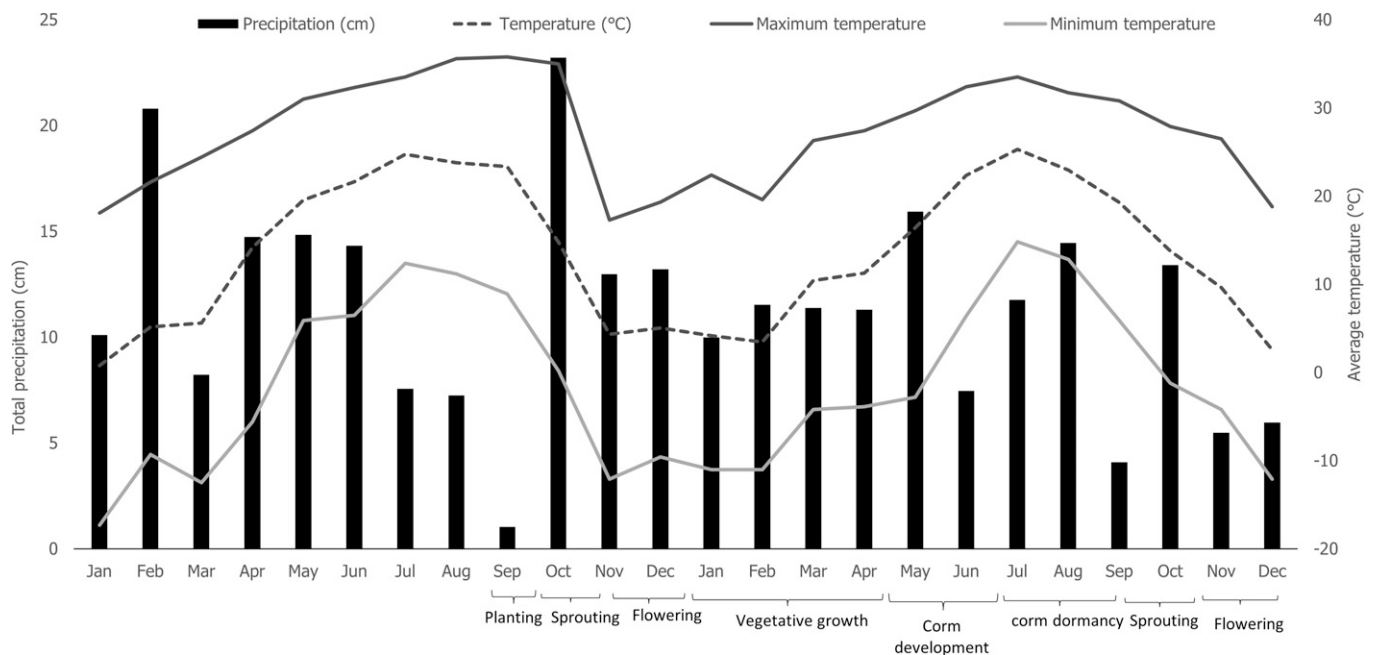 Precipitation (cm) Temperature (°C) Maximum temperature Minimum temperature
25
20
15
10
5
0
Total precipitation (cm)
40
30
20
10
0
-10
-20
Average temperature (°C)
Jan Feb Mar Apr May Jun Jul Aug Sep Oct Nov Dec Jan Feb Mar Apr May Jun Jul Aug Sep Oct Nov Dec
Planting Sprouting Flowering Vegetative growth Corm corm dormancy Sprouting Flowering
development